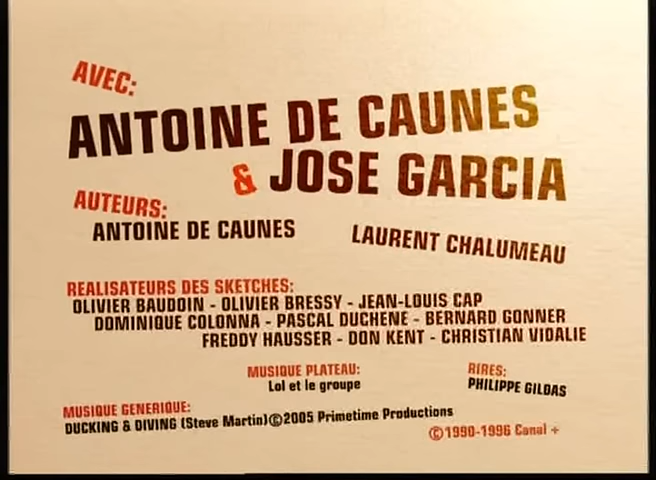 AVEC:
ANTOINE DE CAUNES
& JOSE GARCIA
AUTEURS:
ANTOINE DE CAUNES LAURENT CHALUMEAU
REALISATEURS DES SKETCHES:
OLIVIER BAUDOIN - OLIVIER BRESSY - JEAN-LOUIS CAP
DOMINIQUE COLONNA - PASCAL DUCHENE - BERNARD GONNER
FREDDY HAUSSER - DON KENT - CHRISTIAN VIDALIE
MUSIQUE PLATEAU:
Lol et le groupe
RIRES:
PHILIPPE GILDAS
MUSIQUE GENERIQUE:
DUCKING & DIVING (Steve Martin)©2005 Primetime Productions
©1990-1996 Canal +